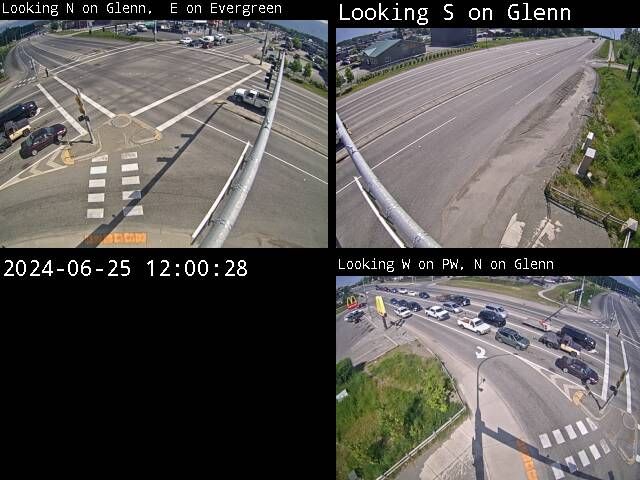 Looking N on Glenn,  E on Evergreen
Looking S on Glenn
2024-06-25 12:00:28
Looking W on PW, N on Glenn